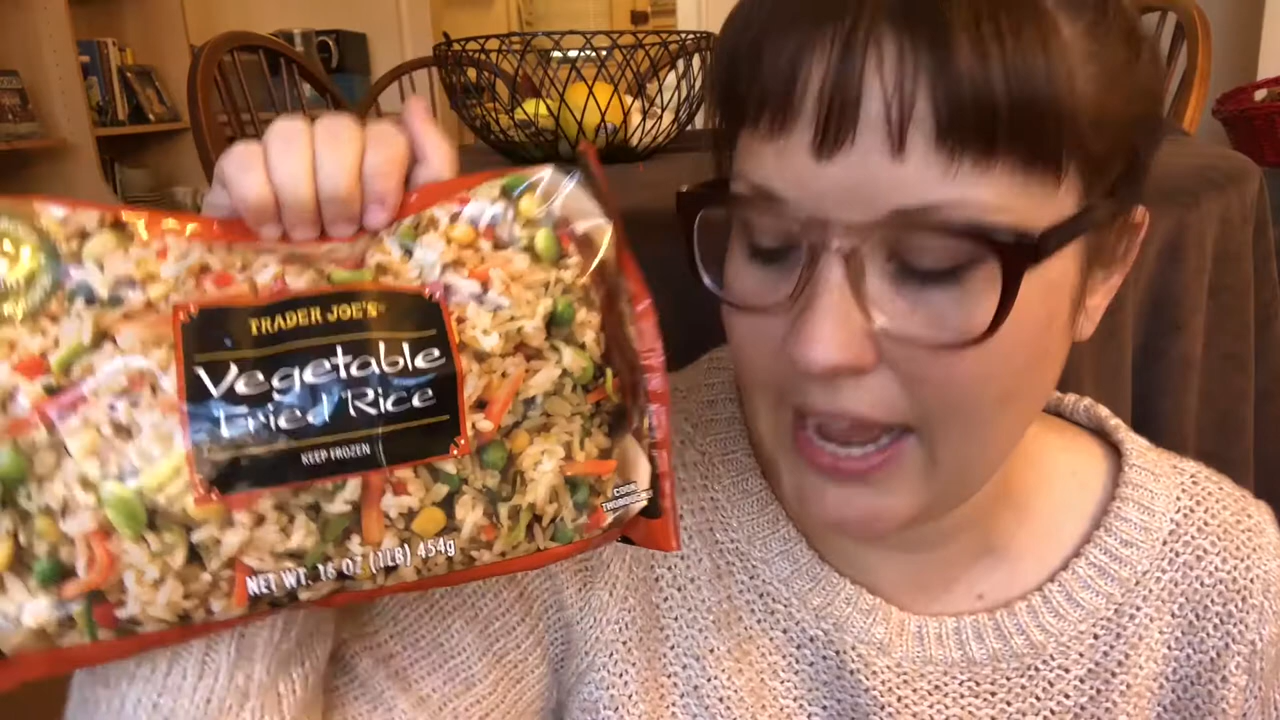 TRADER JOE'S
Vegetable
Fried Rice
KEEP FROZEN
COOK
THOROUGHLY
NET WT. 16 OZ (1LB) 454g